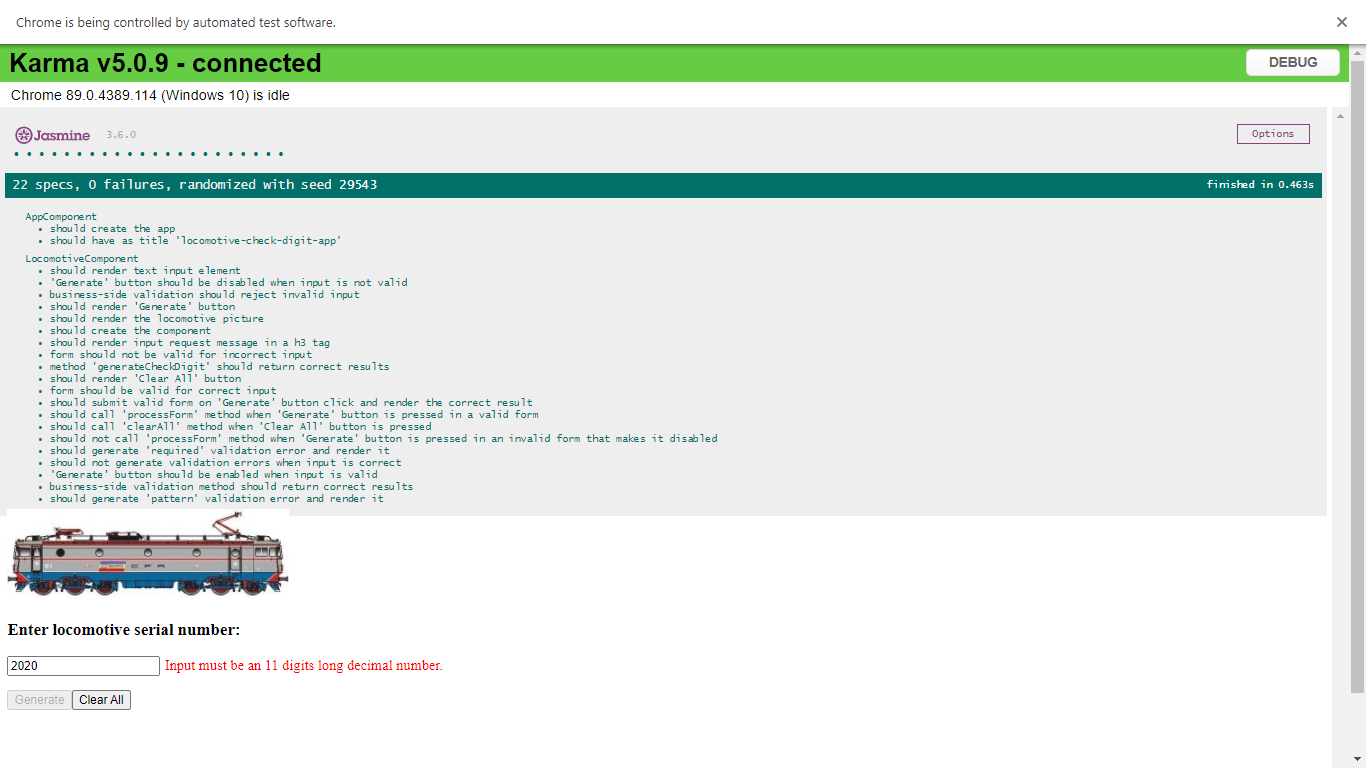 Chrome is being controlled by automated test software.
Karma v5.0.9 - connected
DEBUG
Chrome 89.0.4389.114 (Windows 10) is idle
Jasmine 3.6.0
Options
22 specs, 0 failures, randomized with seed 29543
finished in 0.463s
AppComponent
• should create the app
• should have as title 'locomotive-check-digit-app'
LocomotiveComponent
• should render text input element
• 'Generate' button should be disabled when input is not valid
• business-side validation should reject invalid input
• should render 'Generate' button
• should render the locomotive picture
• should create the component
• should render input request message in a h3 tag
• form should not be valid for incorrect input
• method 'generateCheckDigit' should return correct results
• should render 'Clear All' button
• form should be valid for correct input
• should submit valid form on 'Generate' button click and render the correct result
• should call 'processForm' method when 'Generate' button is pressed in a valid form
• should call 'clearAll' method when 'Clear All' button is pressed
• should not call 'processForm' method when 'Generate' button is pressed in an invalid form that makes it disabled
• should generate 'required' validation error and render it
• should not generate validation errors when input is correct
• 'Generate' button should be enabled when input is valid
• business-side validation method should return correct results
• should generate 'pattern' validation error and render it
CFR
Enter locomotive serial number:
2020 Input must be an 11 digits long decimal number.
Generate Clear All